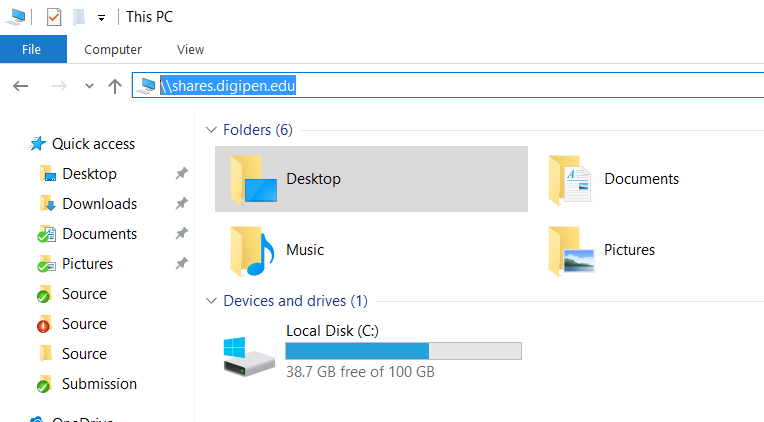 This PC
File Computer View
\\shares.digipen.edu
Quick access
Desktop
Downloads
Documents
Pictures
Source
Source
Source
Submission
OneDrive
Folders (6)
Desktop
Documents
Music
Pictures
Devices and drives (1)
Local Disk (C:)
38.7 GB free of 100 GB